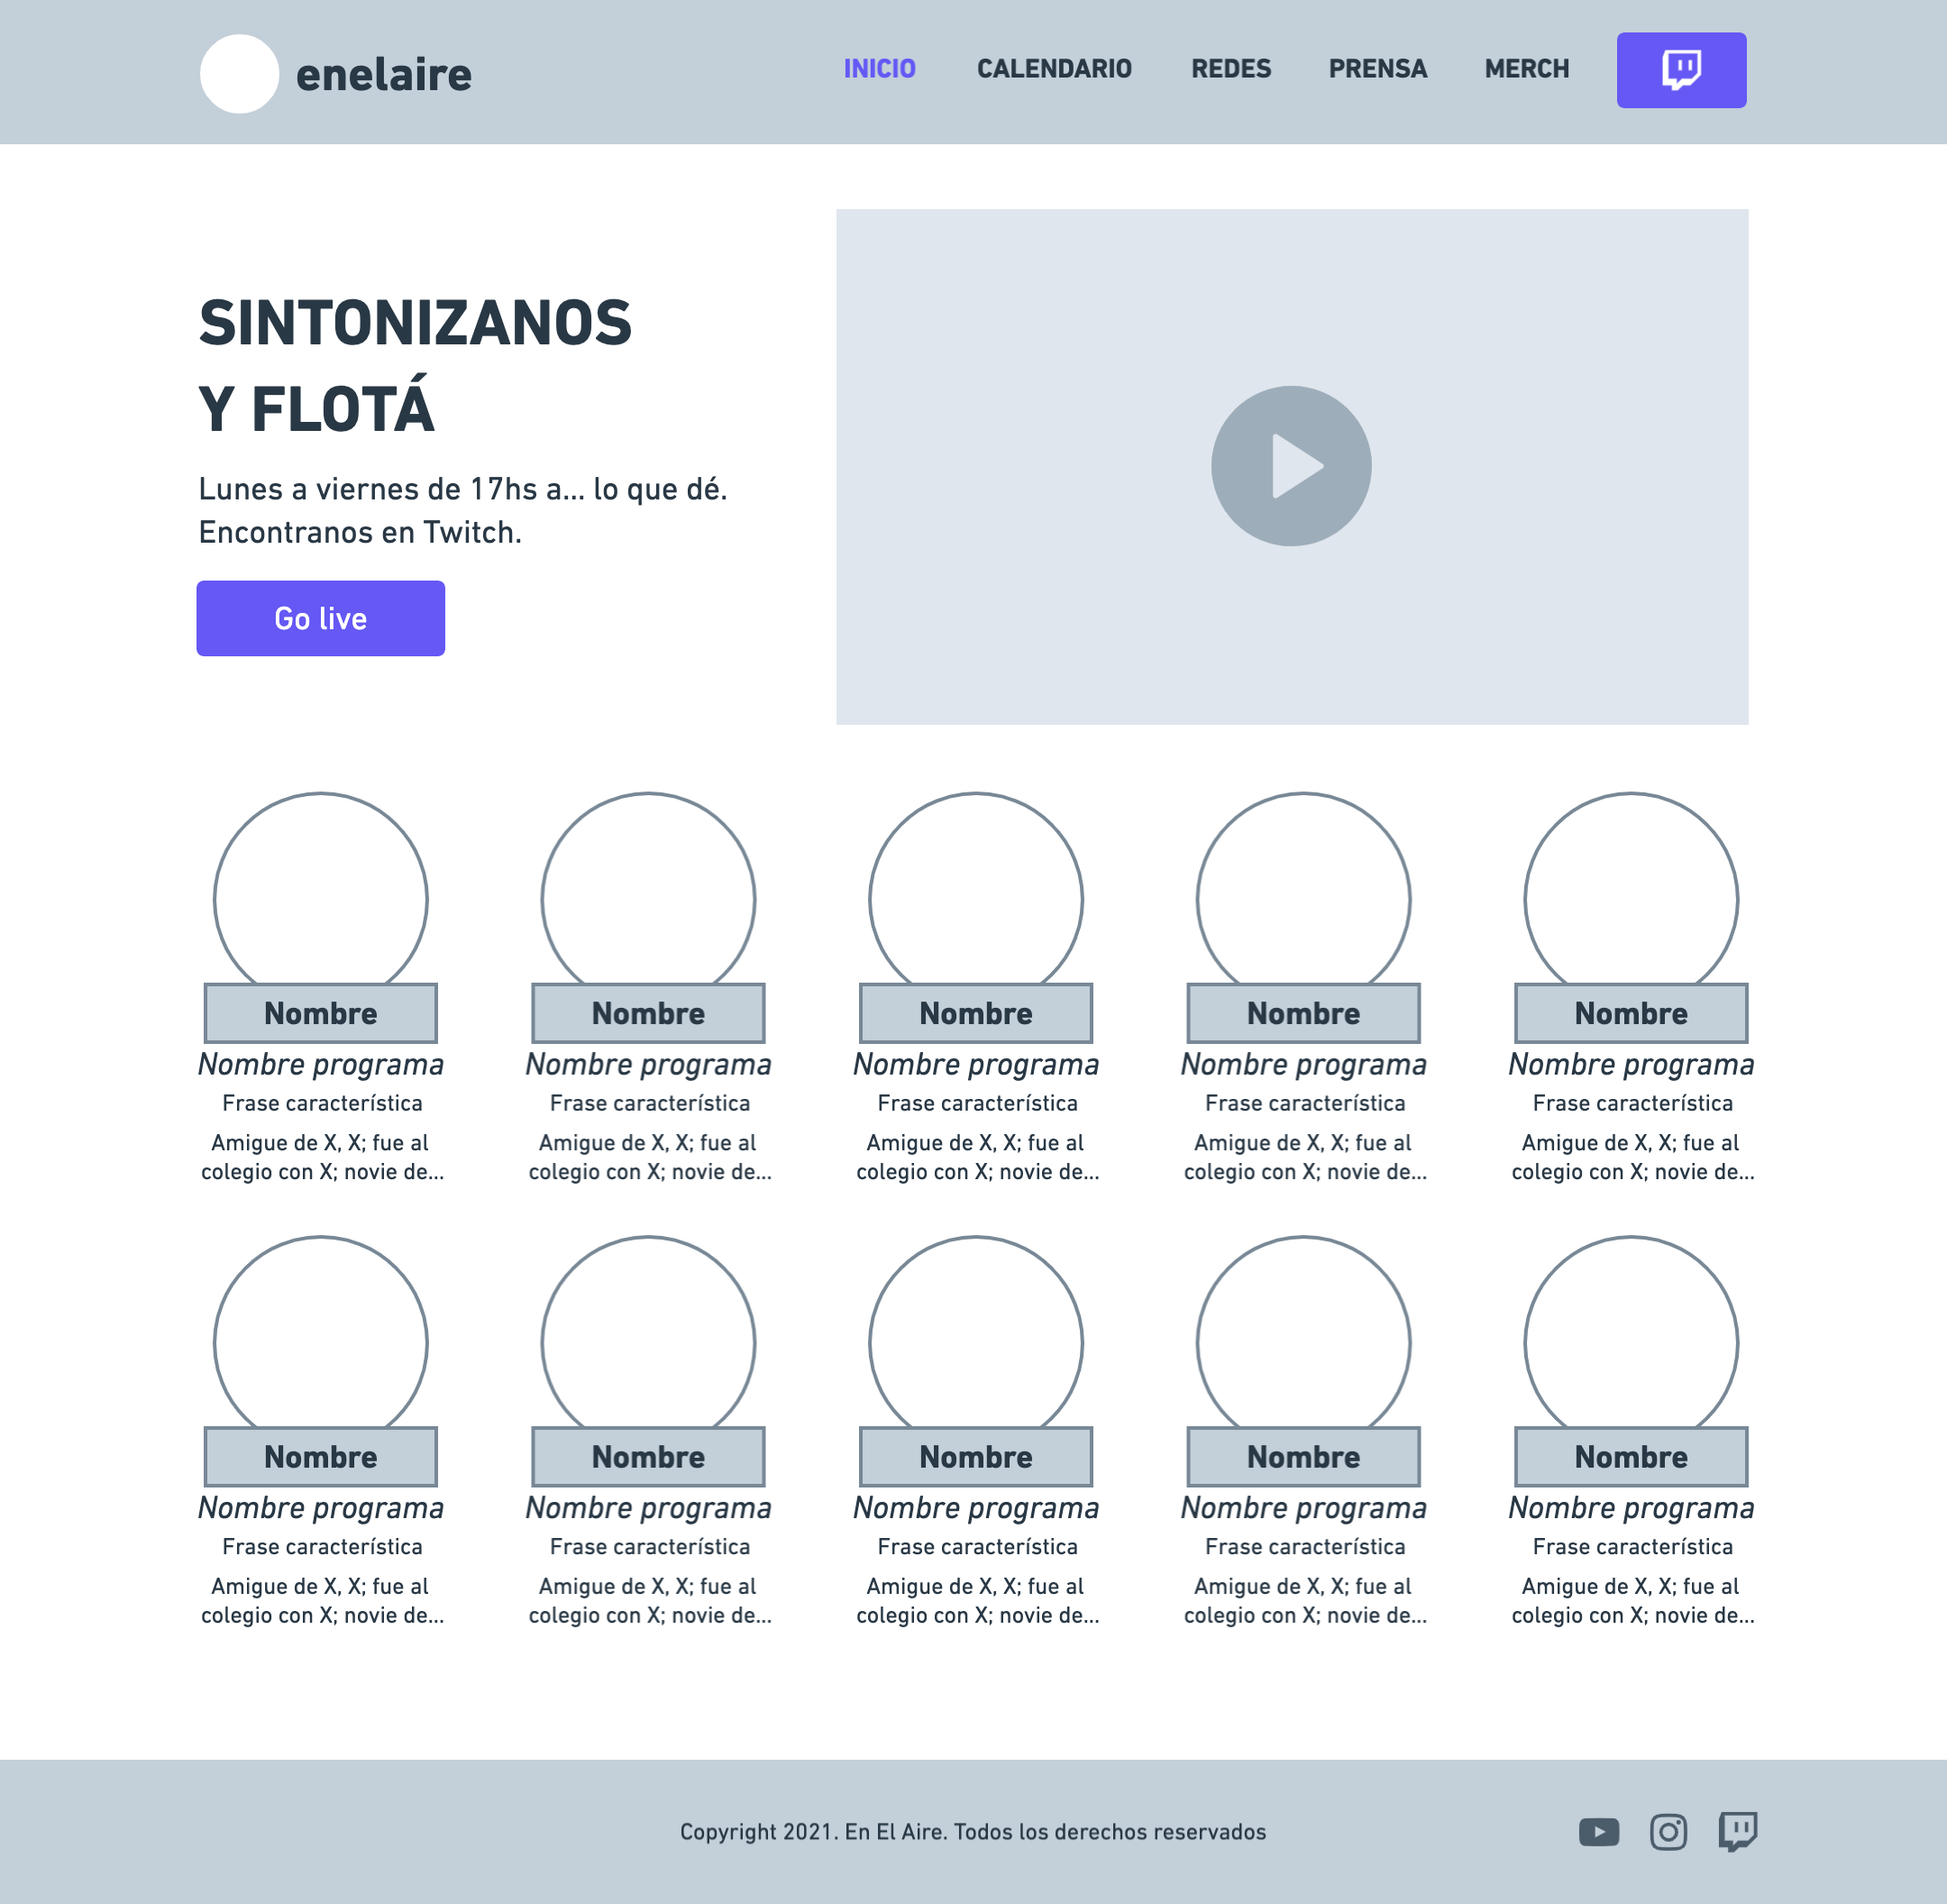 enelaire
INICIO CALENDARIO REDES PRENSA MERCH
SINTONIZANOS
Y FLOTÁ
Lunes a viernes de 17hs a... lo que dé.
Encontranos en Twitch.
Go live
Nombre Nombre Nombre Nombre Nombre
Nombre programa Nombre programa Nombre programa Nombre programa Nombre programa
Frase característica Frase característica Frase característica Frase característica Frase característica
Amigue de X, X; fue al Amigue de X, X; fue al Amigue de X, X; fue al Amigue de X, X; fue al Amigue de X, X; fue al
colegio con X; novie de... colegio con X; novie de... colegio con X; novie de... colegio con X; novie de... colegio con X; novie de...
Nombre Nombre Nombre Nombre Nombre
Nombre programa Nombre programa Nombre programa Nombre programa Nombre programa
Frase característica Frase característica Frase característica Frase característica Frase característica
Amigue de X, X; fue al Amigue de X, X; fue al Amigue de X, X; fue al Amigue de X, X; fue al Amigue de X, X; fue al
colegio con X; novie de... colegio con X; novie de... colegio con X; novie de... colegio con X; novie de... colegio con X; novie de...
Copyright 2021. En El Aire. Todos los derechos reservados